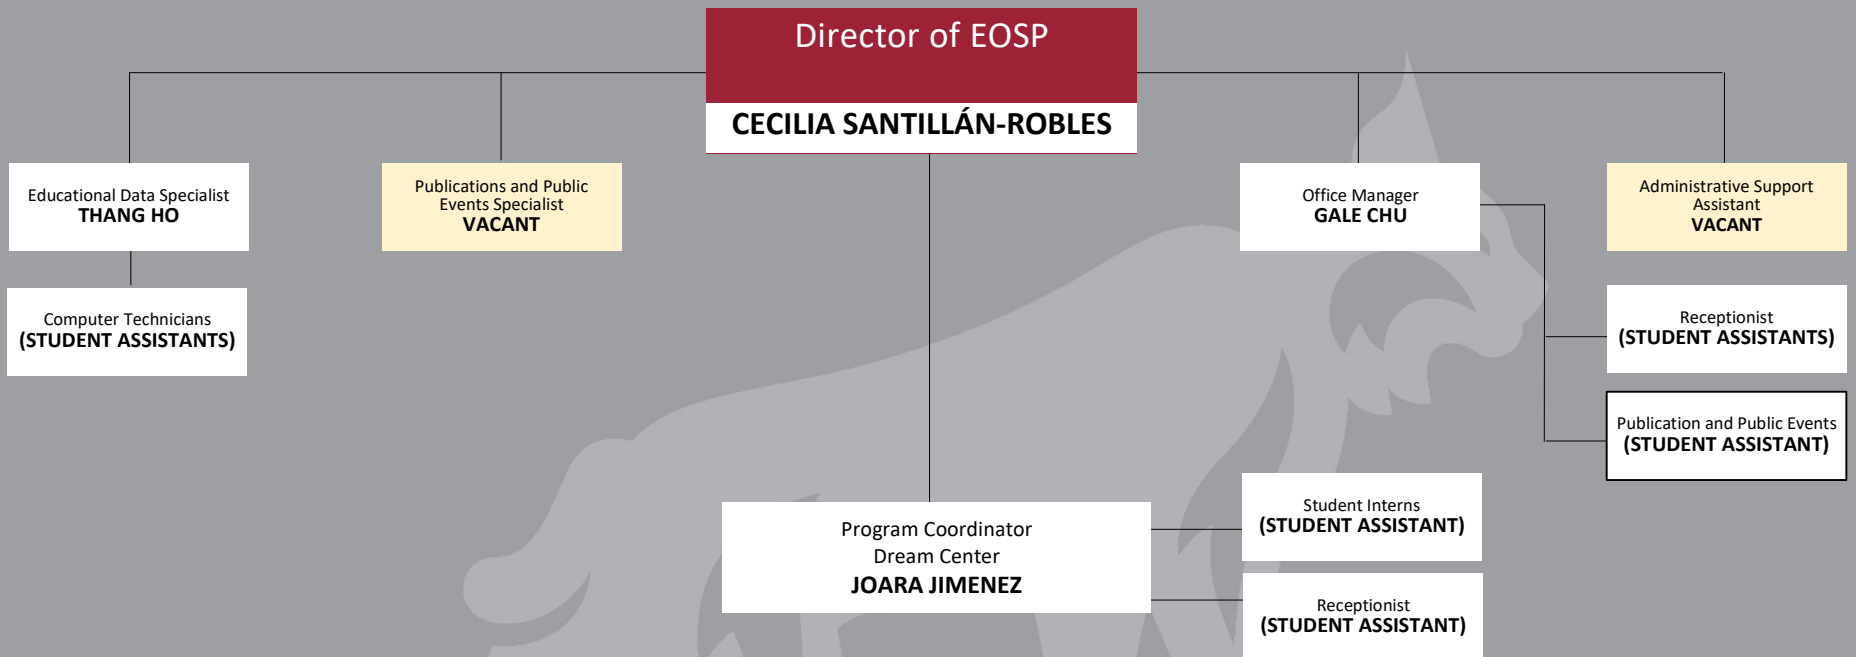 Director of EOSP
CECILIA SANTILLÁN-ROBLES
Educational Data Specialist
THANG HO
Publications and Public
Events Specialist
VACANT
Office Manager
GALE CHU
Administrative Support
Assistant
VACANT
Computer Technicians
(STUDENT ASSISTANTS)
Receptionist
(STUDENT ASSISTANTS)
Publication and Public Events
(STUDENT ASSISTANT)
Program Coordinator
Dream Center
JOARA JIMENEZ
Student Interns
(STUDENT ASSISTANT)
Receptionist
(STUDENT ASSISTANT)